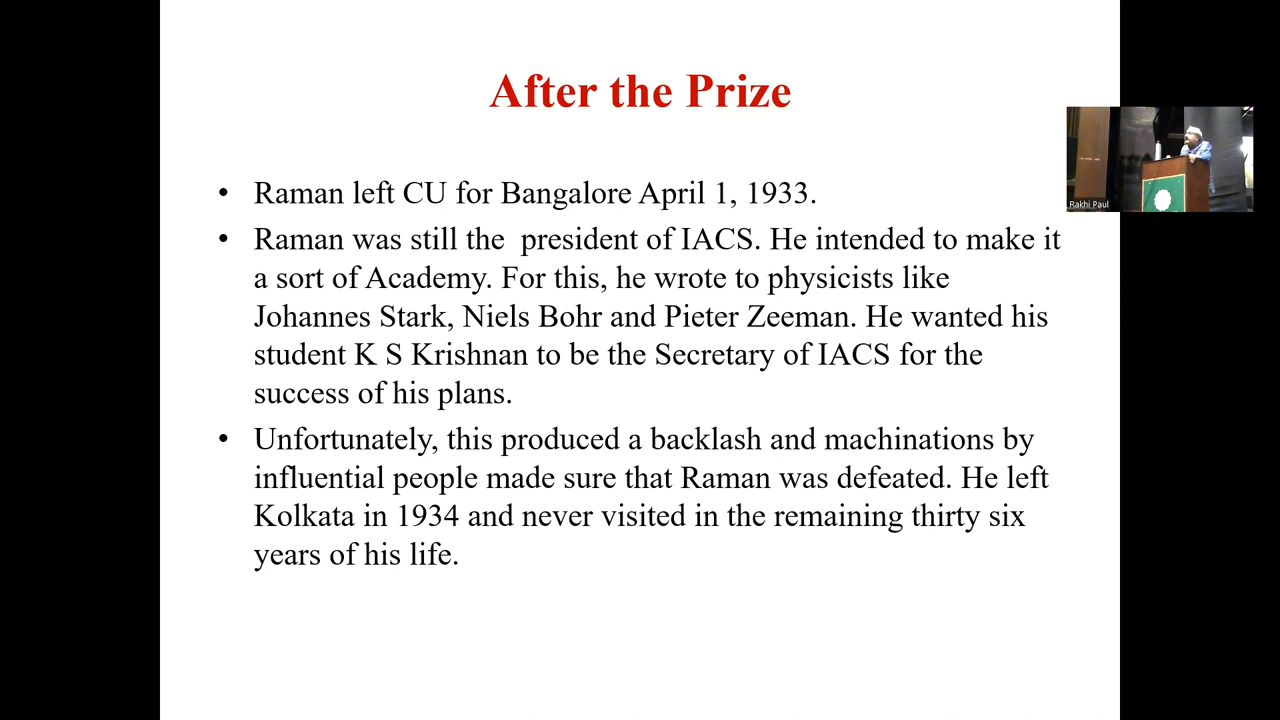 After the Prize
• Raman left CU for Bangalore April 1, 1933.
• Raman was still the  president of IACS. He intended to make it
a sort of Academy. For this, he wrote to physicists like
Johannes Stark, Niels Bohr and Pieter Zeeman. He wanted his
student K S Krishnan to be the Secretary of IACS for the
success of his plans.
• Unfortunately, this produced a backlash and machinations by
influential people made sure that Raman was defeated. He left
Kolkata in 1934 and never visited in the remaining thirty six
years of his life.
Rakhi Paul